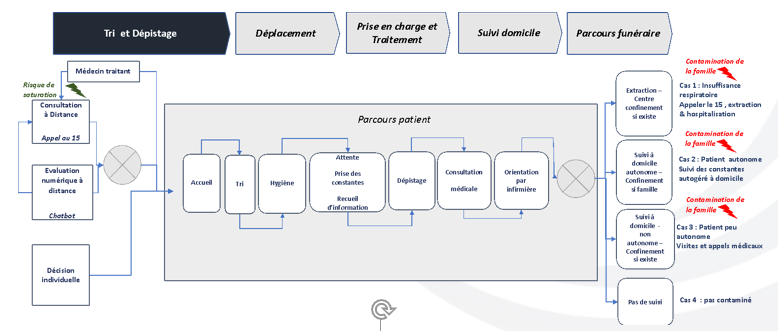 Tri et Dépistage
Déplacement
Prise en charge et
Traitement
Suivi domicile
Parcours funéraire
Médecin traitant
Risque de
saturation
Consultation
à Distance
Appel au 15
Evaluation
numérique à
distance
Chatbot
Décision
individuelle
Parcours patient
Accueil
Tri
Hygiène
Attente
Prise des
constantes
Recueil
d'information
Dépistage
Consultation
médicale
Orientation
par
infirmière
Extraction –
Centre
confinement
si existe
Suivi à
domicile
autonome –
Confinement
si famille
Suivi à
domicile -
non
autonome –
Confinement
si existe
Pas de suivi
Contamination de
la famille
Cas 1 : Insuffisance
respiratoire
Appeler le 15 , extraction
& hospitalisation
Contamination de
la famille
Cas 2 : Patient autonome
Suivi des constantes
autogéré à domicile
Contamination de
la famille
Cas 3 : Patient peu
autonome
Visites et appels médicaux
Cas 4 : pas contaminé